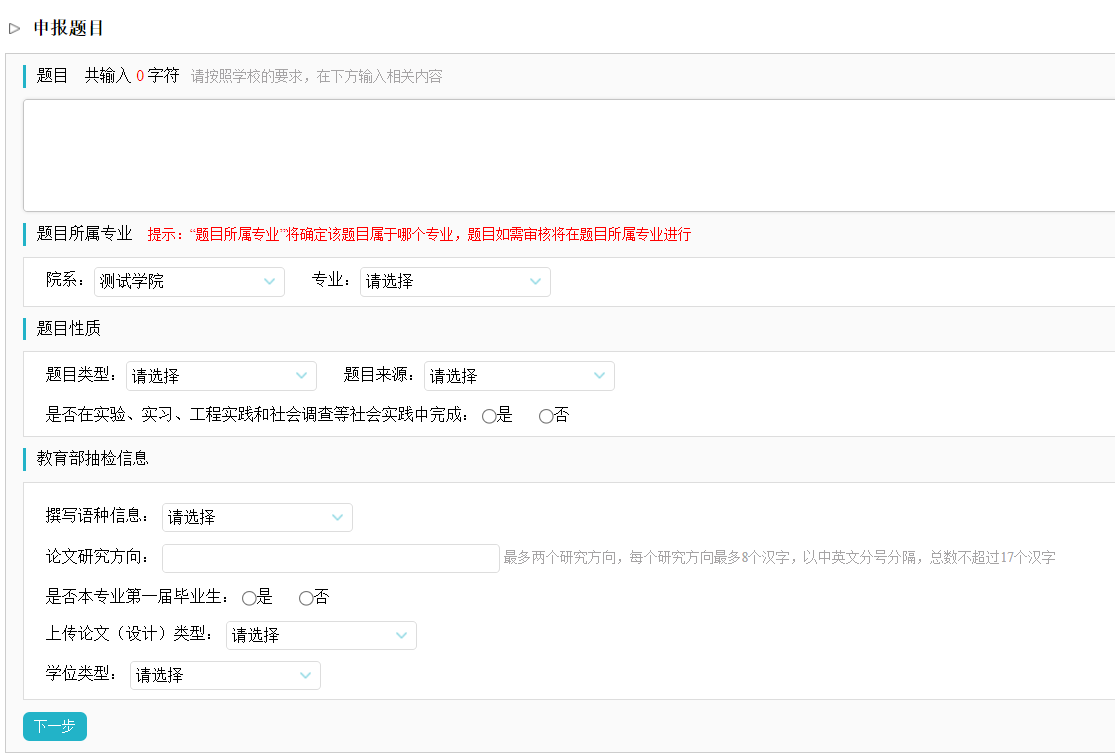 申报题目
题目 共输入 0 字符 请按照学校的要求，在下方输入相关内容
题目所属专业 提示：“题目所属专业”将确定该题目属于哪个专业，题目如需审核将在题目所属专业进行
院系： 测试学院 专业： 请选择
题目性质
题目类型： 请选择 题目来源： 请选择
是否在实验、实习、工程实践和社会调查等社会实践中完成： 是 否
教育部抽检信息
撰写语种信息： 请选择
论文研究方向： 最多两个研究方向，每个研究方向最多8个汉字，以中英文分号分隔，总数不超过17个汉字
是否本专业第一届毕业生： 是 否
上传论文（设计）类型： 请选择
学位类型： 请选择
下一步